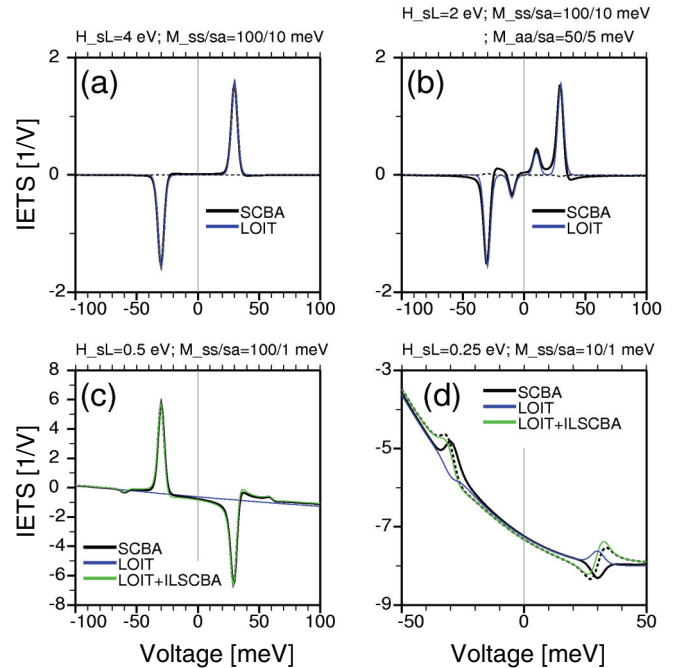 H_sL=4 eV; M_ss/sa=100/10 meV
H_sL=2 eV; M_ss/sa=100/10 meV
; M_aa/sa=50/5 meV
(a)
(b)
IETS [1/V]
2
0
2
-100 -50 0 50 100
SCBA
LOIT
2
0
2
-100 -50 0 50 100
SCBA
LOIT
H_sL=0.5 eV; M_ss/sa=100/1 meV
H_sL=0.25 eV; M_ss/sa=10/1 meV
(c)
(d)
IETS [1/V]
8
6
4
2
0
-2
-4
-6
-8
-100 -50 0 50 100
SCBA
LOIT
LOIT+ILSCBA
Voltage [meV]
-3
-5
-7
-9
-50 0 50
SCBA
LOIT
LOIT+ILSCBA
Voltage [meV]